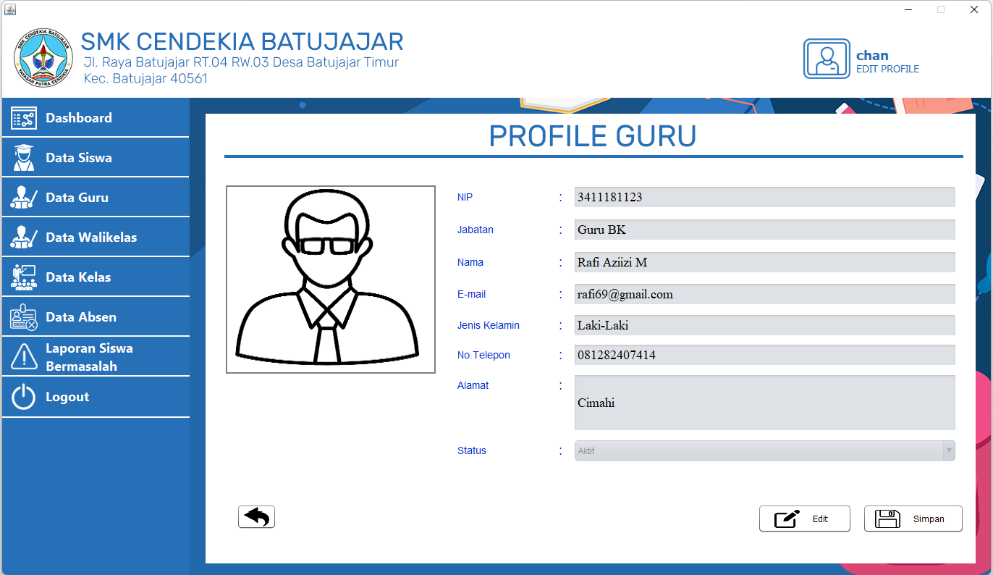 SMK CENDEKIA BATUJAJAR
Jl. Raya Batujajar RT.04 RW.03 Desa Batujajar Timur
Kec. Batujajar 40561
chan
EDIT PROFILE
Dashboard
Data Siswa
Data Guru
Data Walikelas
Data Kelas
Data Absen
Laporan Siswa
Bermasalah
Logout
PROFILE GURU
NIP : 3411181123
Jabatan : Guru BK
Nama : Rafi Aziizi M
E-mail : rafi69@gmail.com
Jenis Kelamin : Laki-Laki
No.Telepon : 081282407414
Alamat : Cimahi
Status : Aktif
Edit
Simpan